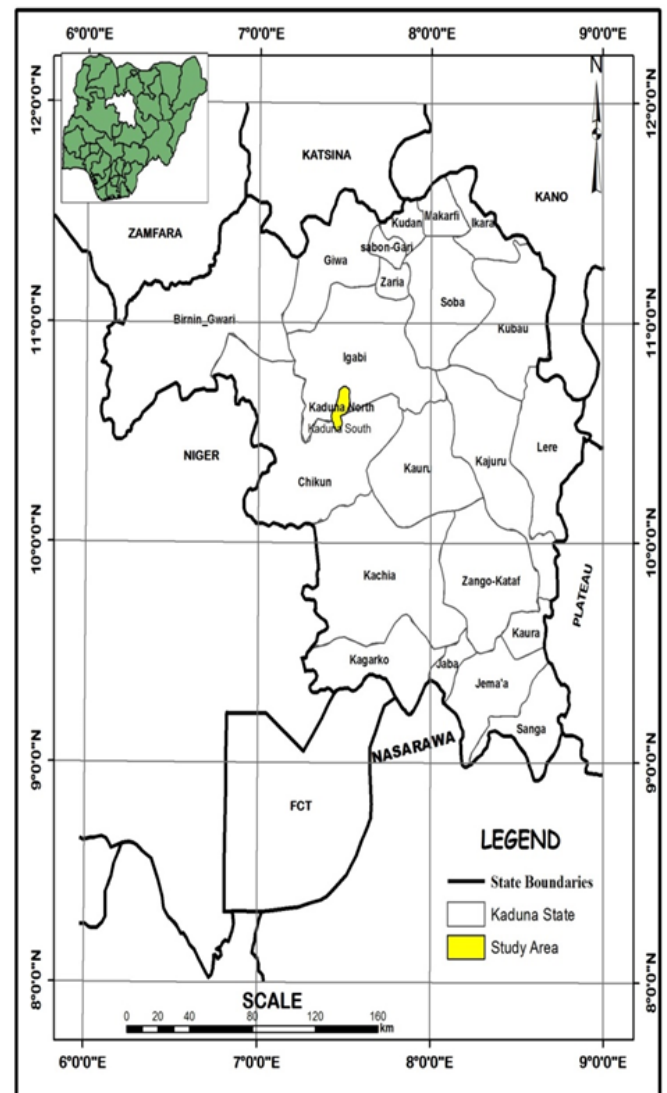 6°0'0"E 7°0'0"E 8°0'0"E 9°0'0"E
12°0'0"N
12°0'0"N
N
KATSINA
KANO
ZAMFARA
Kudan
Makarfi
Ikara
sabon-Gari
Giwa
Zaria
Soba
Birnin_Gwari
Kubau
11°0'0"N
11°0'0"N
Igabi
Kaduna North
Kaduna South
NIGER
Lere
Kauru
Kajuru
Chikun
10°0'0"N
10°0'0"N
Kachia
Zango-Kataf
PLATEAU
Kaura
Kagarko
Jaba
Jema'a
Sanga
NASARAWA
9°0'0"N
9°0'0"N
FCT
LEGEND
State Boundaries
Kaduna State
Study Area
8°0'0"N
8°0'0"N
SCALE
0 20 40 80 120 160
km
6°0'0"E 7°0'0"E 8°0'0"E 9°0'0"E